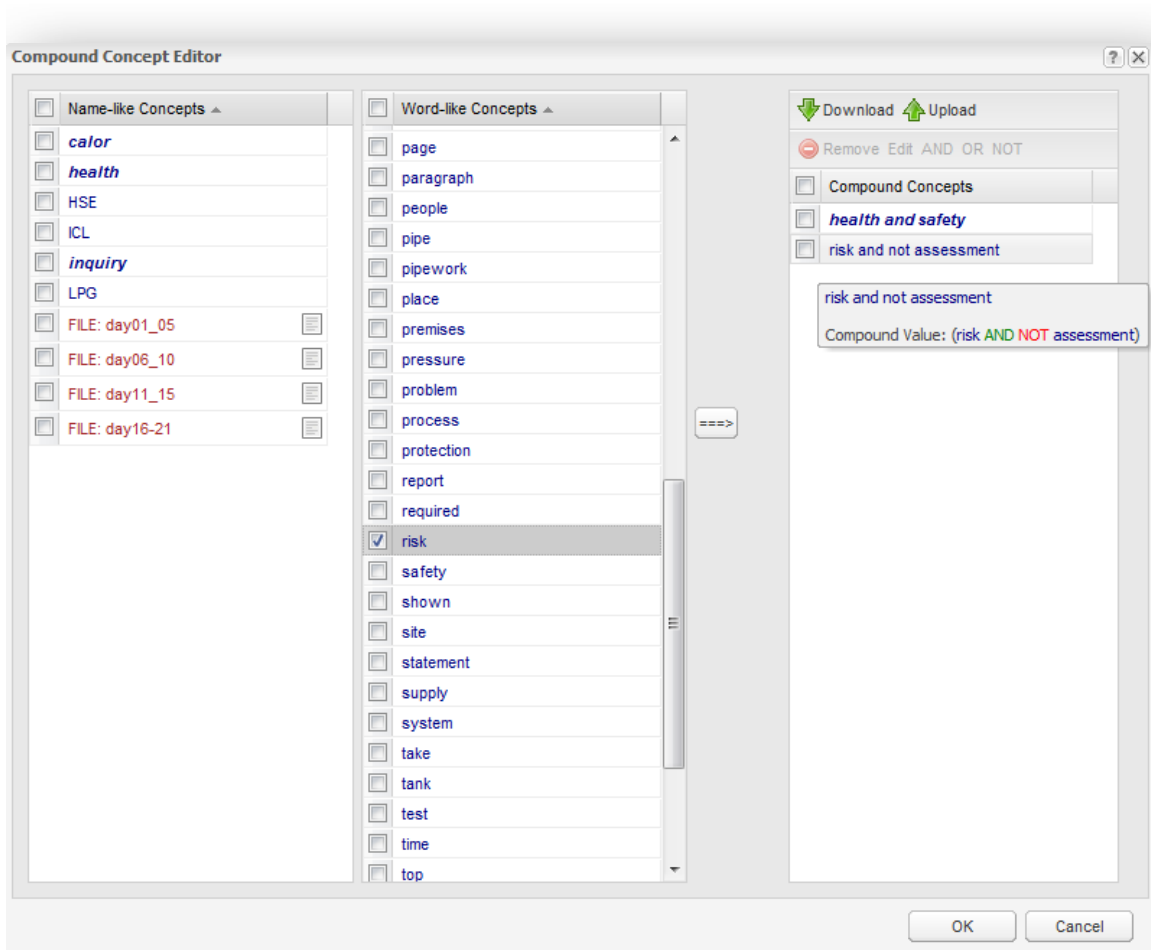 Compound Concept Editor
?
Name-like Concepts
calor
health
HSE
ICL
inquiry
LPG
FILE: day01_05
FILE: day06_10
FILE: day11_15
FILE: day16-21
Word-like Concepts
page
paragraph
people
pipe
pipework
place
premises
pressure
problem
process
protection
report
required
risk
safety
shown
site
statement
supply
system
take
tank
test
time
top
===>
Download Upload
Remove Edit AND OR NOT
Compound Concepts
health and safety
risk and not assessment
risk and not assessment
Compound Value: (risk AND NOT assessment)
OK Cancel